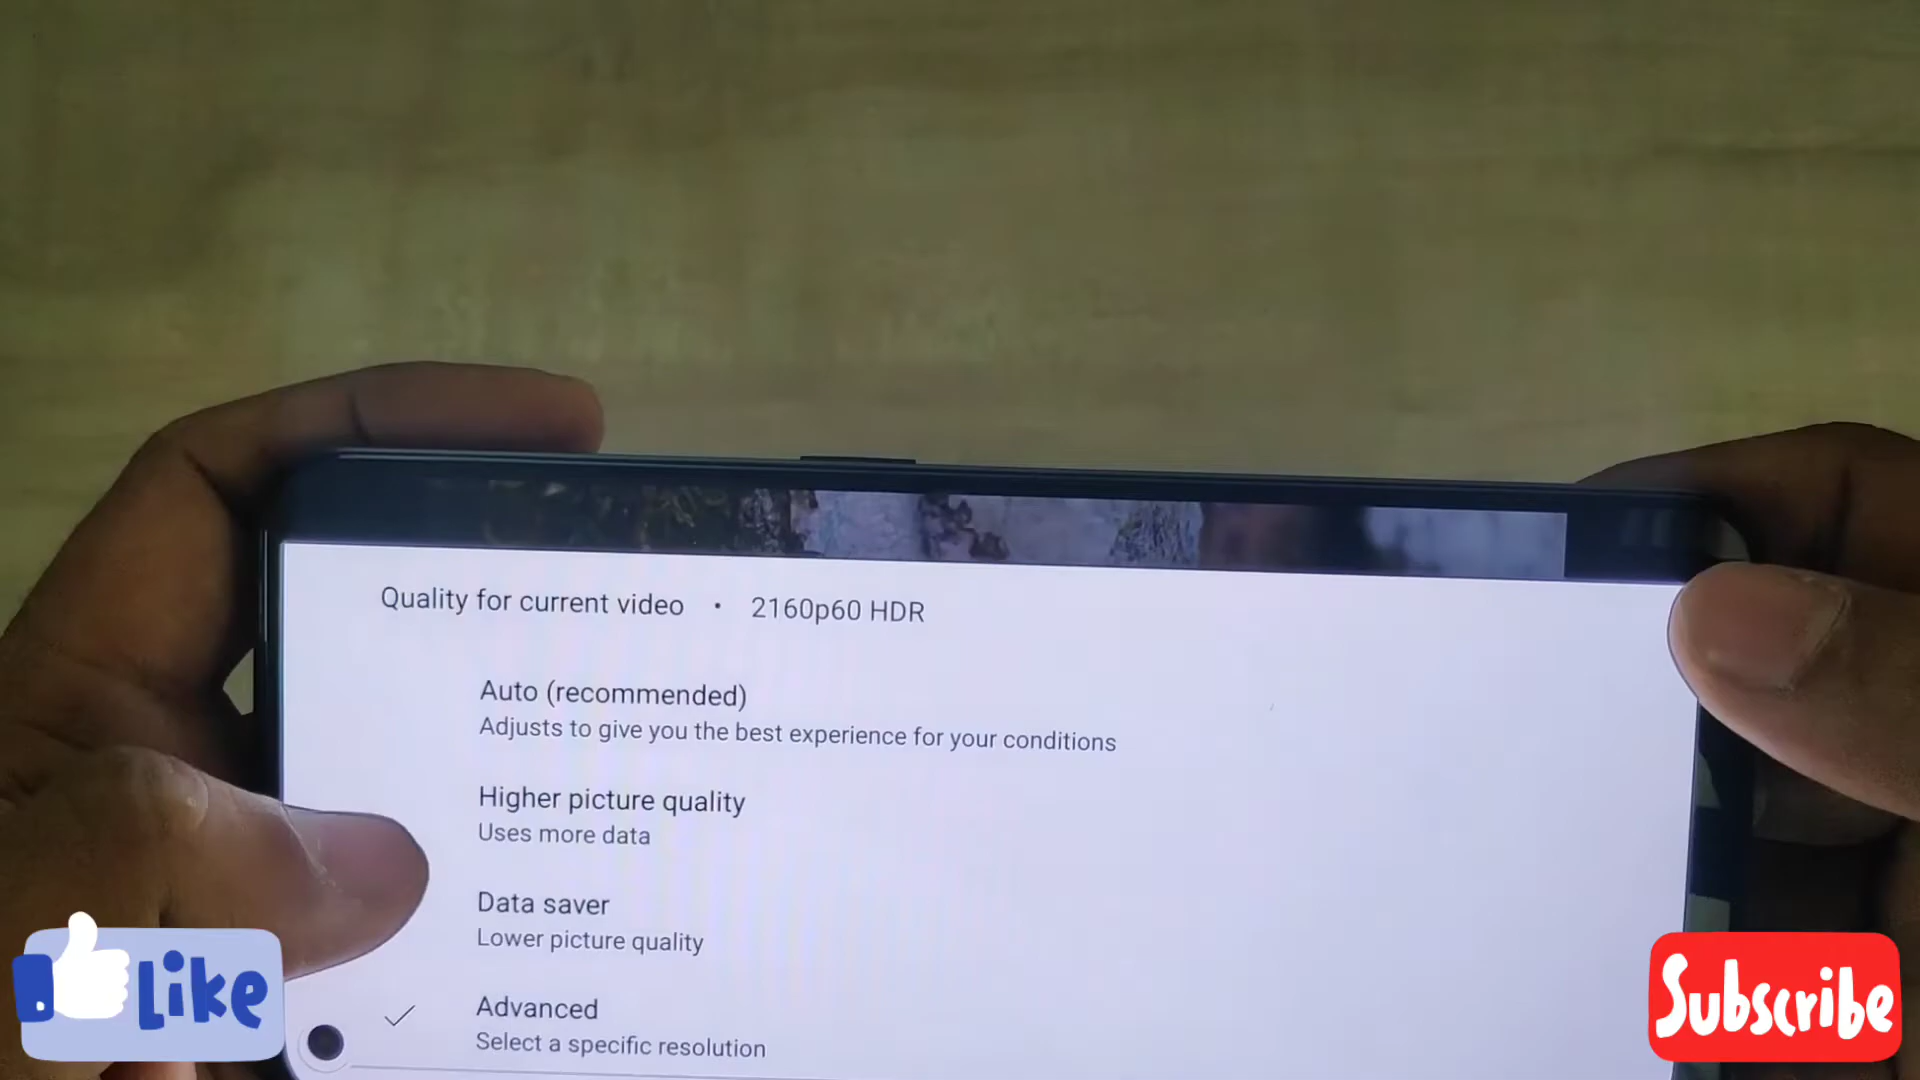 Quality for current video • 2160p60 HDR
Auto (recommended)
Adjusts to give you the best experience for your conditions
Higher picture quality
Uses more data
Data saver
Lower picture quality
Advanced
Select a specific resolution
Like
Subscribe